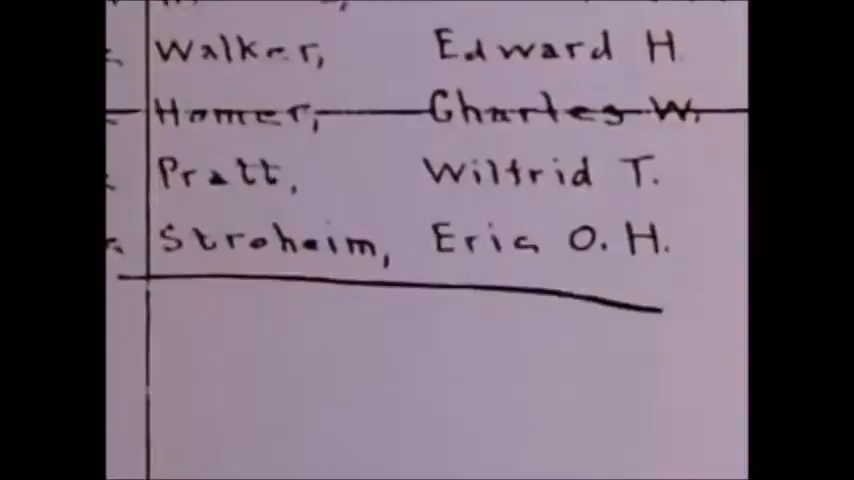 Walker, Edward H.
Homer, Charles W.
Pratt, Wilfrid T.
Stroheim, Eric O. H.